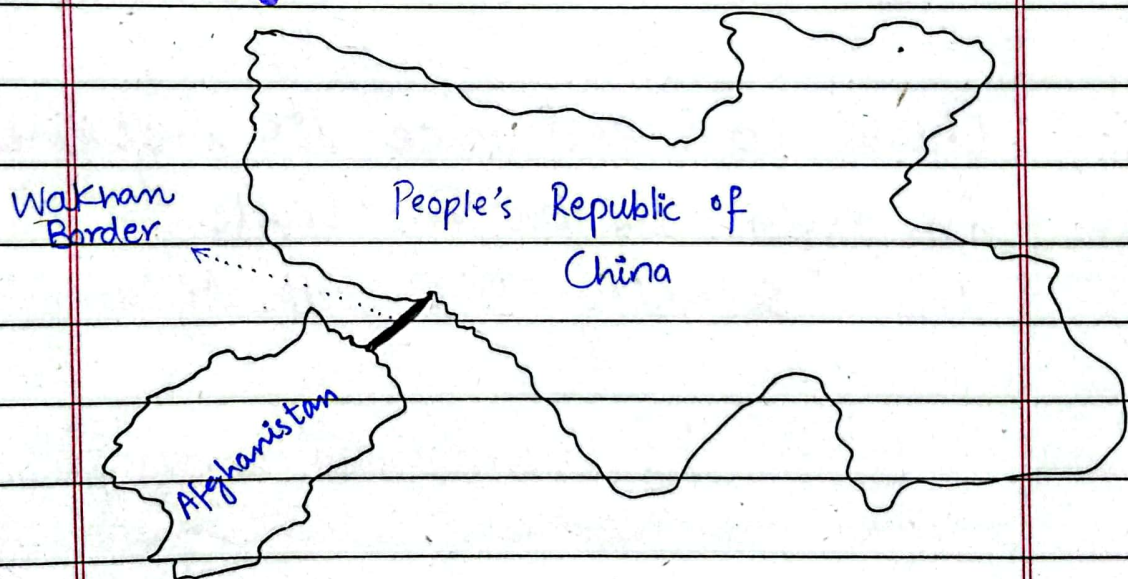 Wakhan
Border
People's Republic of
China
Afghanistan